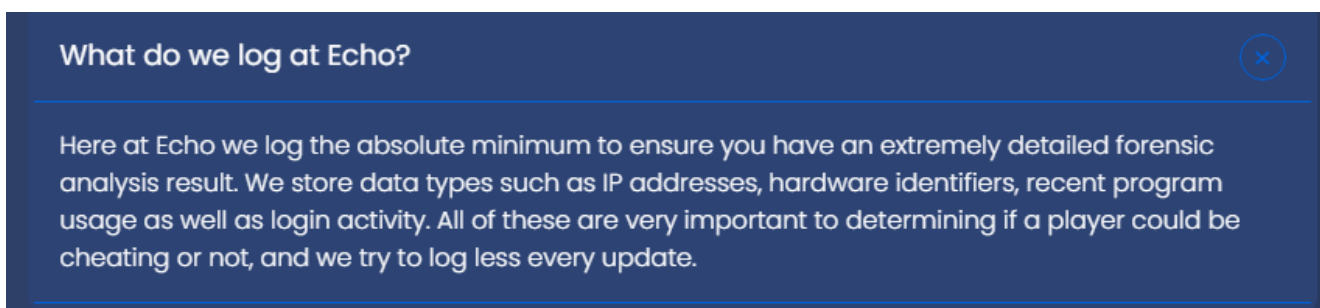 What do we log at Echo?
Here at Echo we log the absolute minimum to ensure you have an extremely detailed forensic
analysis result. We store data types such as IP addresses, hardware identifiers, recent program
usage as well as login activity. All of these are very important to determining if a player could be
cheating or not, and we try to log less every update.